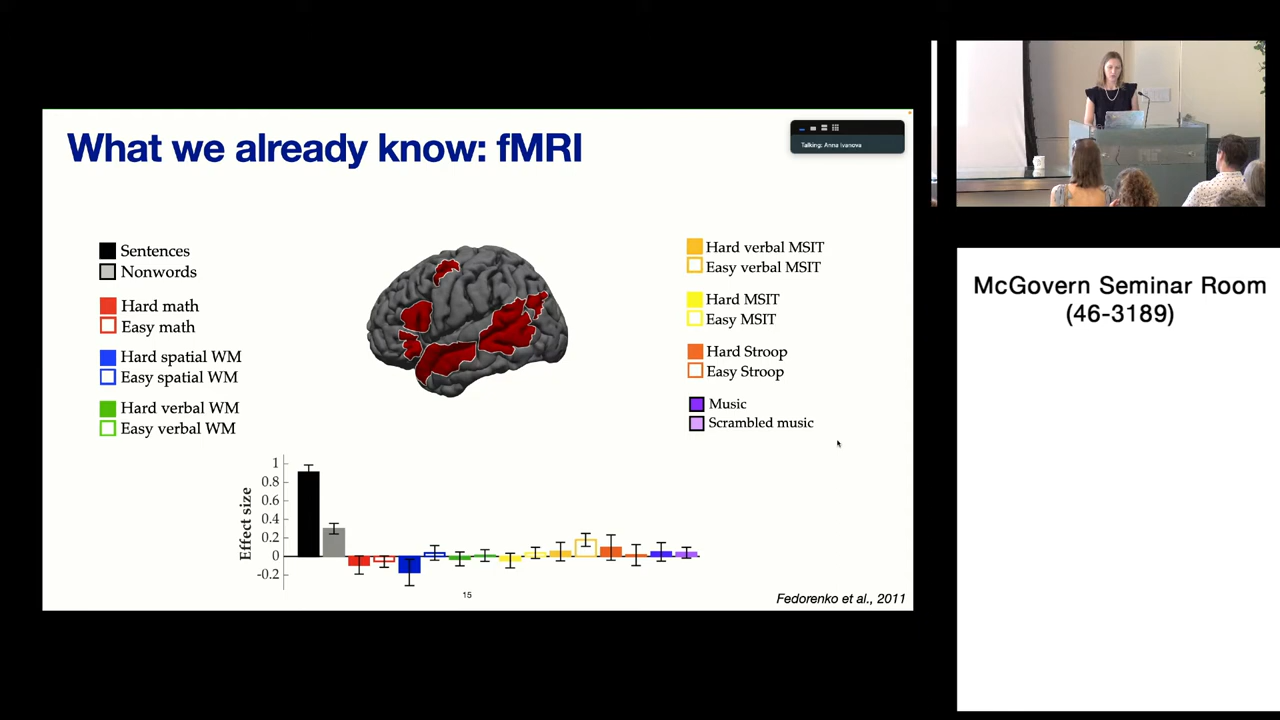 What we already know: fMRI
Talking: Anna Ivanova
Sentences
Nonwords
Hard math
Easy math
Hard spatial WM
Easy spatial WM
Hard verbal WM
Easy verbal WM
Hard verbal MSIT
Easy verbal MSIT
Hard MSIT
Easy MSIT
Hard Stroop
Easy Stroop
Music
Scrambled music
Effect size
1
0.8
0.6
0.4
0.2
0
-0.2
15
Fedorenko et al., 2011
McGovern Seminar Room
(46-3189)